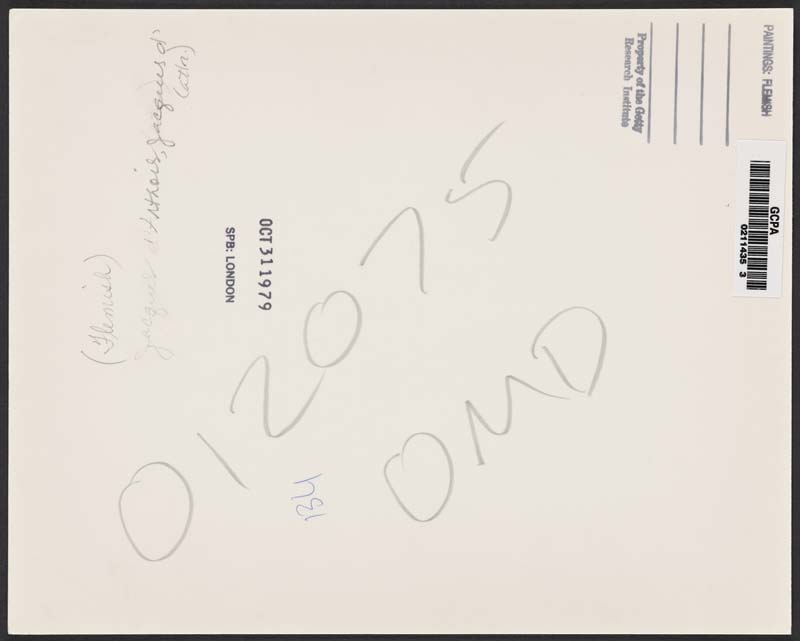 PAINTINGS: FLEMISH
Property of the Getty
Research Institute
GCPA
0211435 3
OCT 31 1979
SPB: LONDON
Arthois, Jacques d'
(attr.)
Jacques d'
(Flemish)
012075
OMD
134